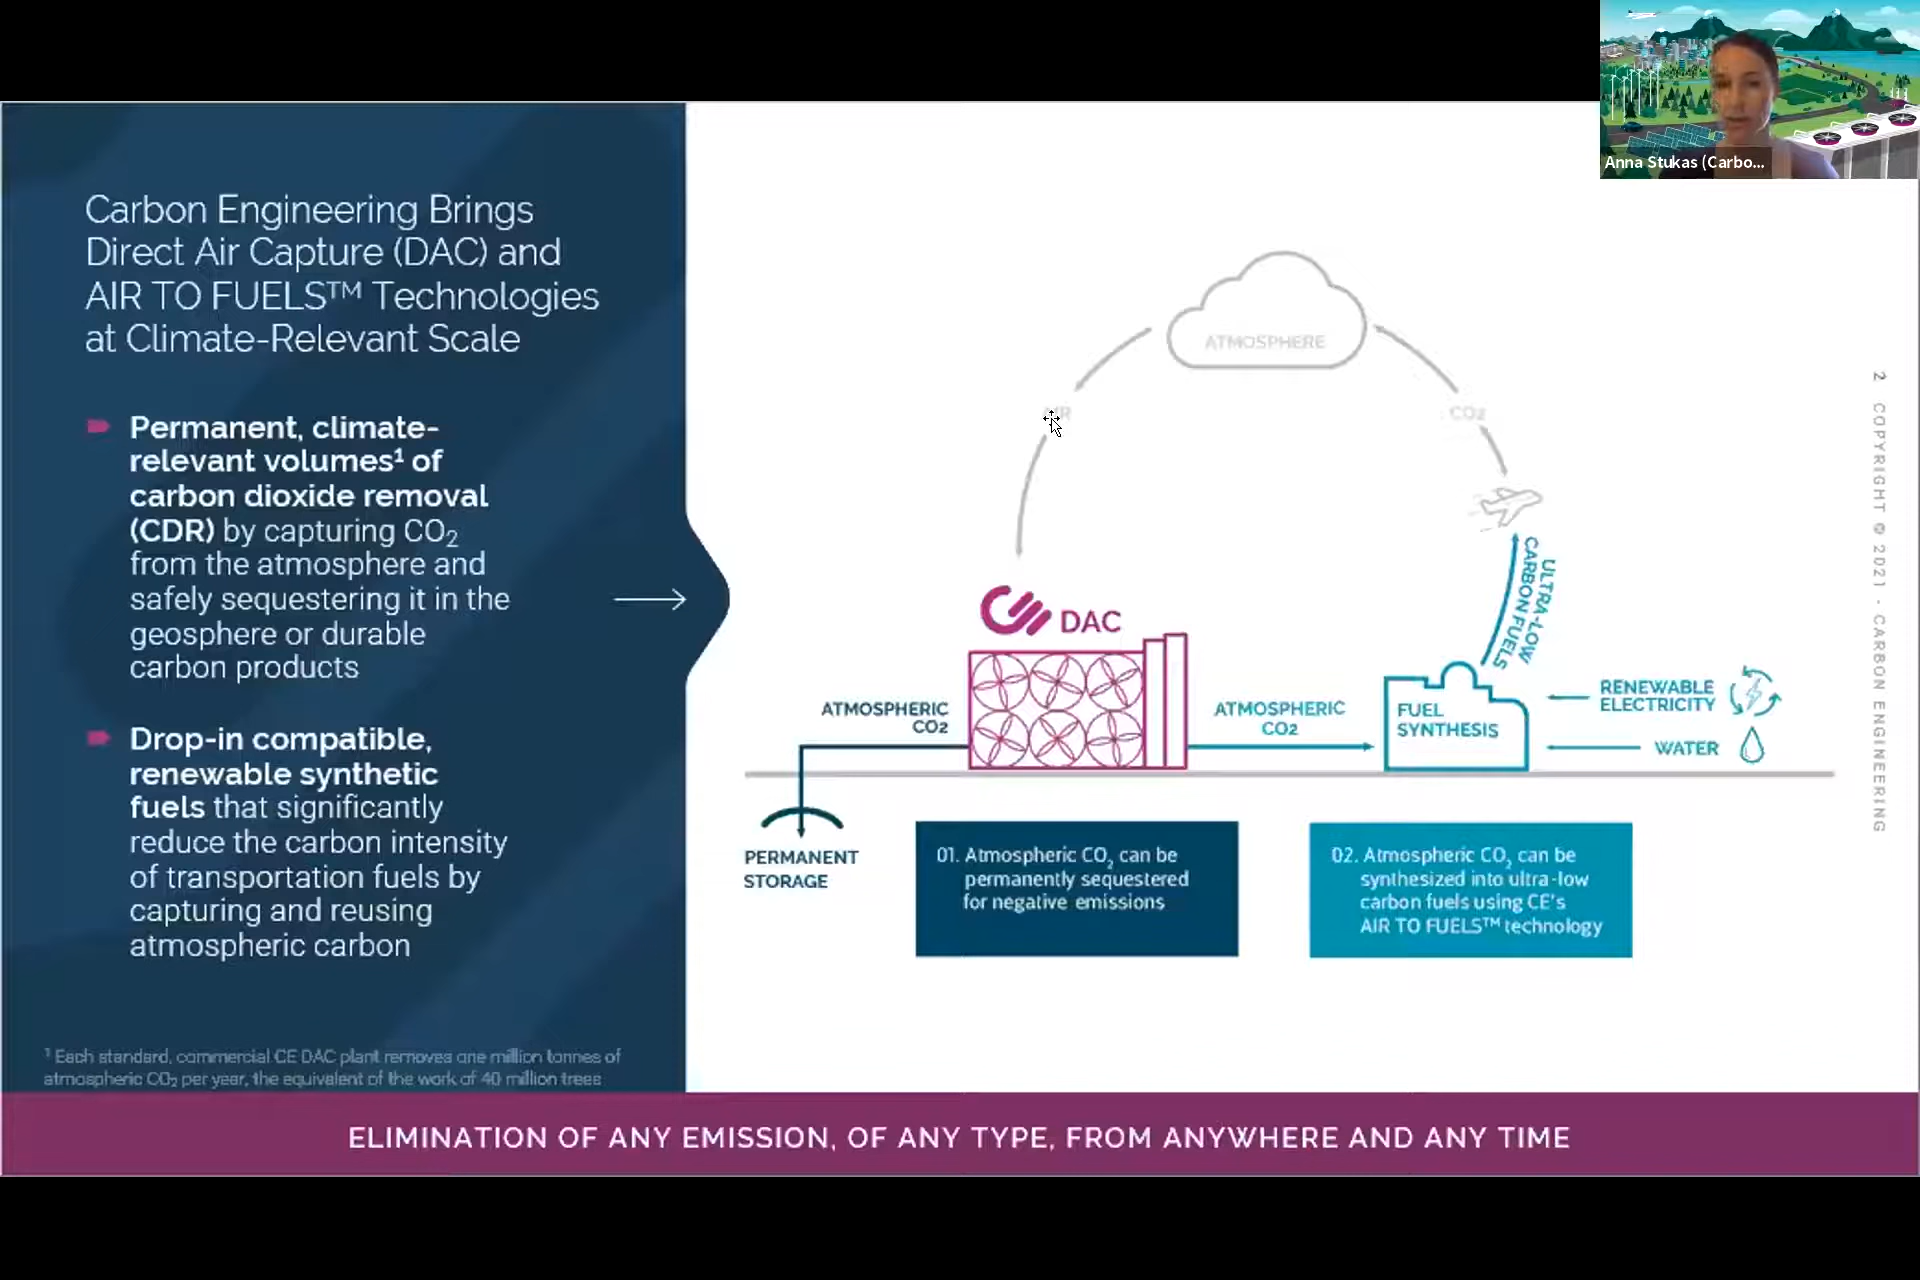 Anna Stukas (Carbo...
Carbon Engineering Brings
Direct Air Capture (DAC) and
AIR TO FUELS™ Technologies
at Climate-Relevant Scale
Permanent, climate-
relevant volumes¹ of
carbon dioxide removal
(CDR) by capturing CO₂
from the atmosphere and
safely sequestering it in the
geosphere or durable
carbon products
Drop-in compatible,
renewable synthetic
fuels that significantly
reduce the carbon intensity
of transportation fuels by
capturing and reusing
atmospheric carbon
¹ Each standard, commercial CE DAC plant removes one million tonnes of
atmospheric CO₂ per year, the equivalent of the work of 40 million trees
ATMOSPHERE
CO2
DAC
ULTRA-LOW
CARBON FUELS
ATMOSPHERIC
CO2
ATMOSPHERIC
CO2
FUEL
SYNTHESIS
RENEWABLE
ELECTRICITY
WATER
PERMANENT
STORAGE
01. Atmospheric CO₂ can be
permanently sequestered
for negative emissions
02. Atmospheric CO₂ can be
synthesized into ultra-low
carbon fuels using CE's
AIR TO FUELS™ technology
2 COPYRIGHT © 2021 - CARBON ENGINEERING
ELIMINATION OF ANY EMISSION, OF ANY TYPE, FROM ANYWHERE AND ANY TIME